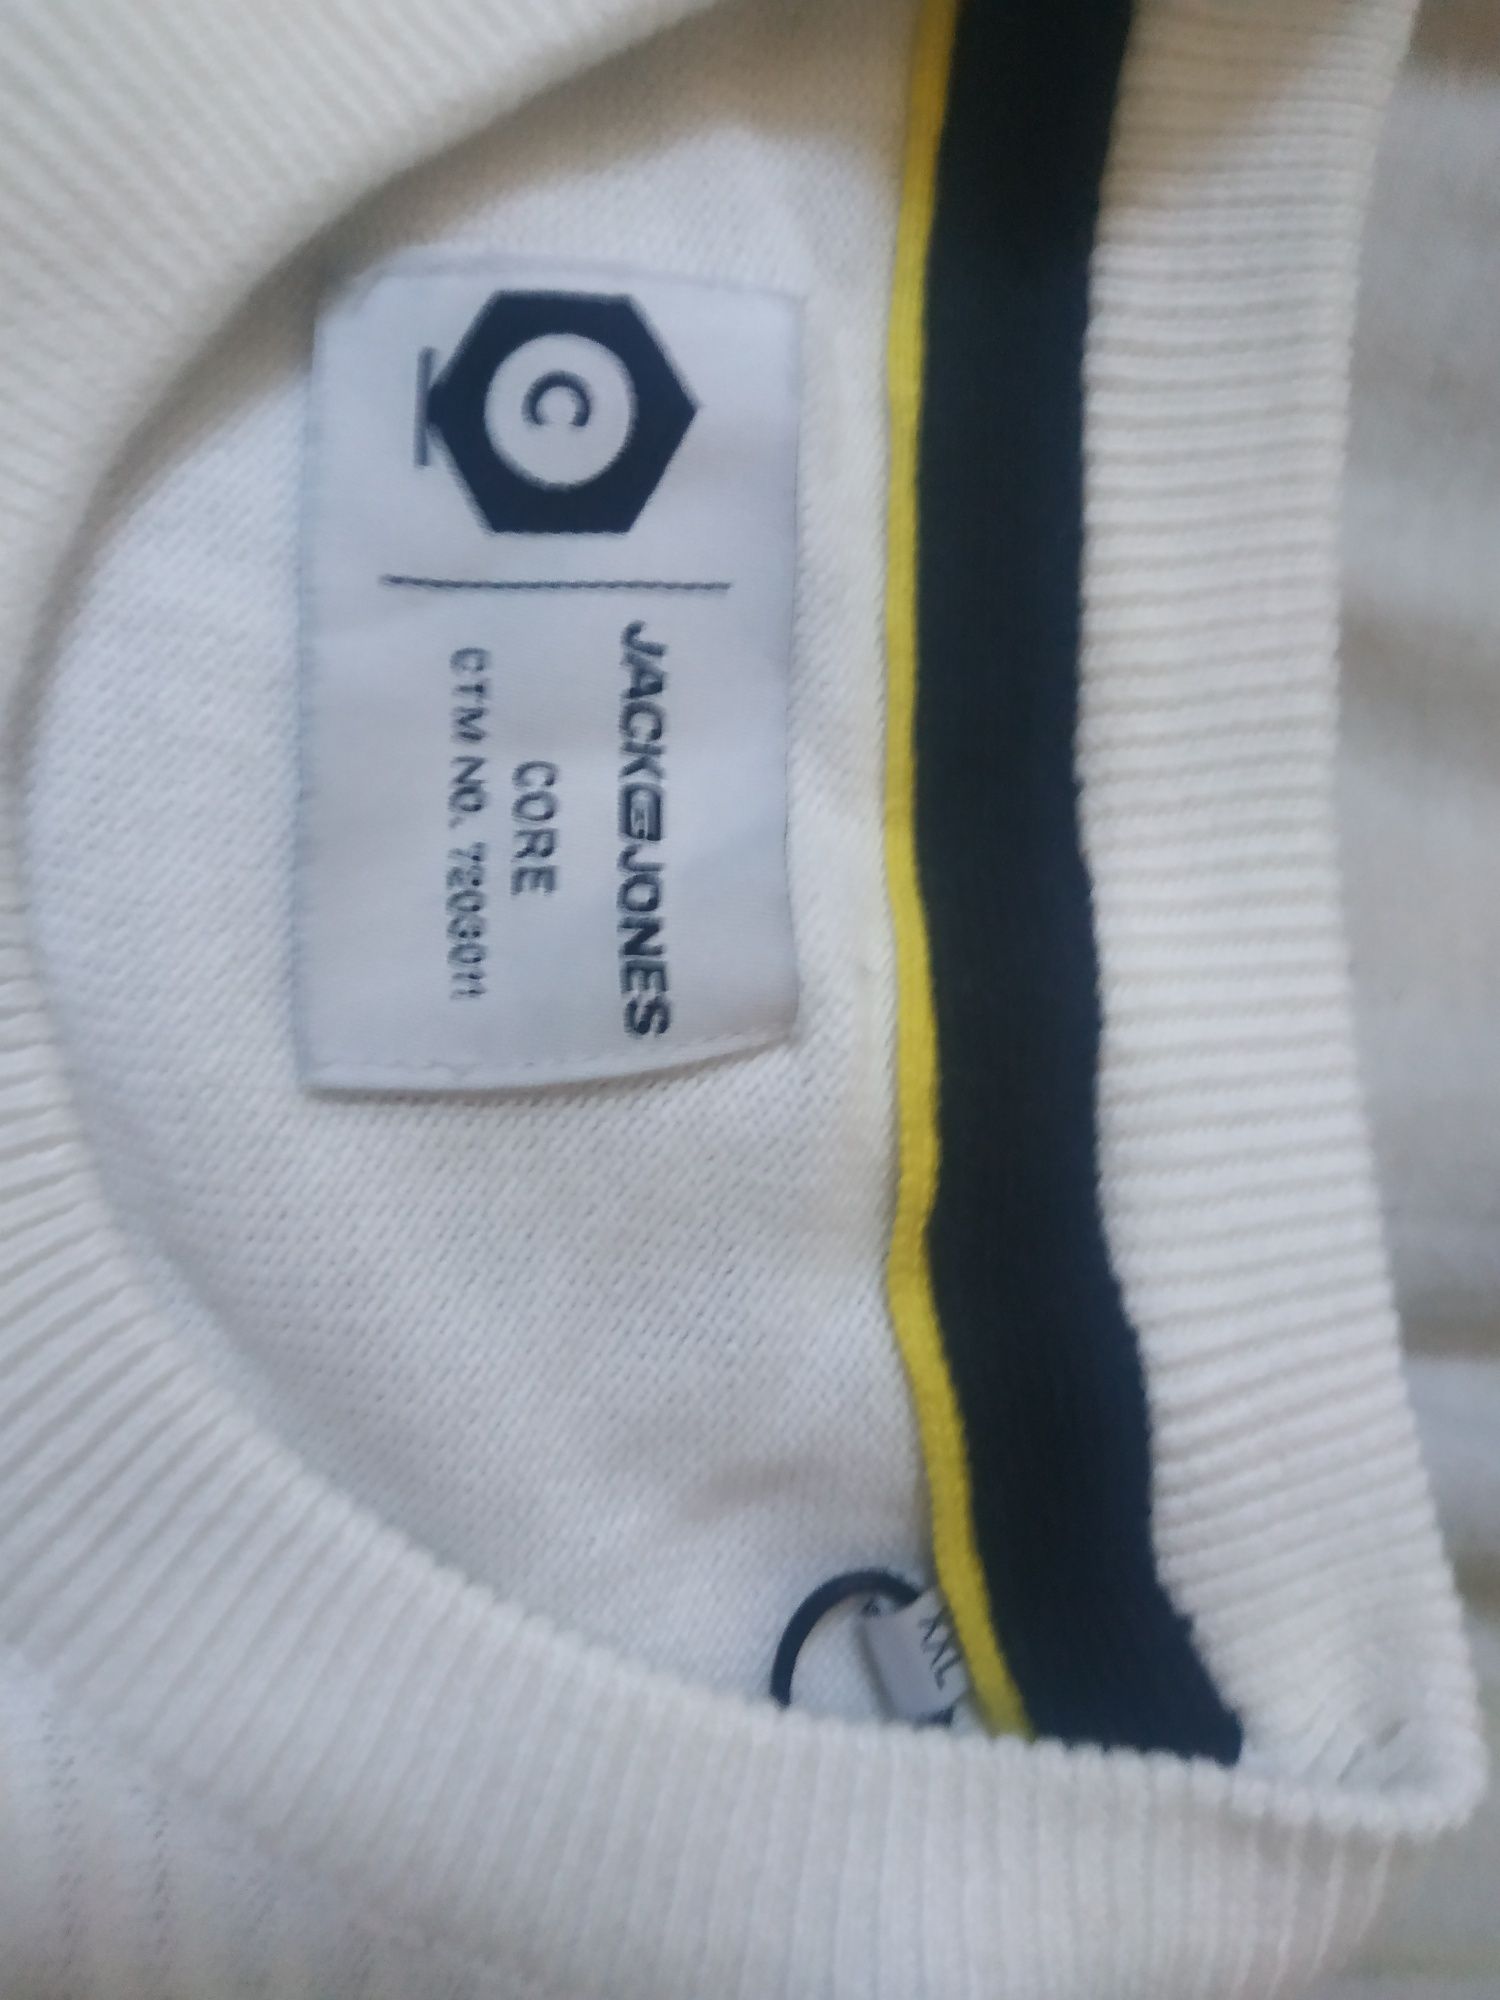 C
JACK&JONES
CORE
CTM NO. 7203011
XXL